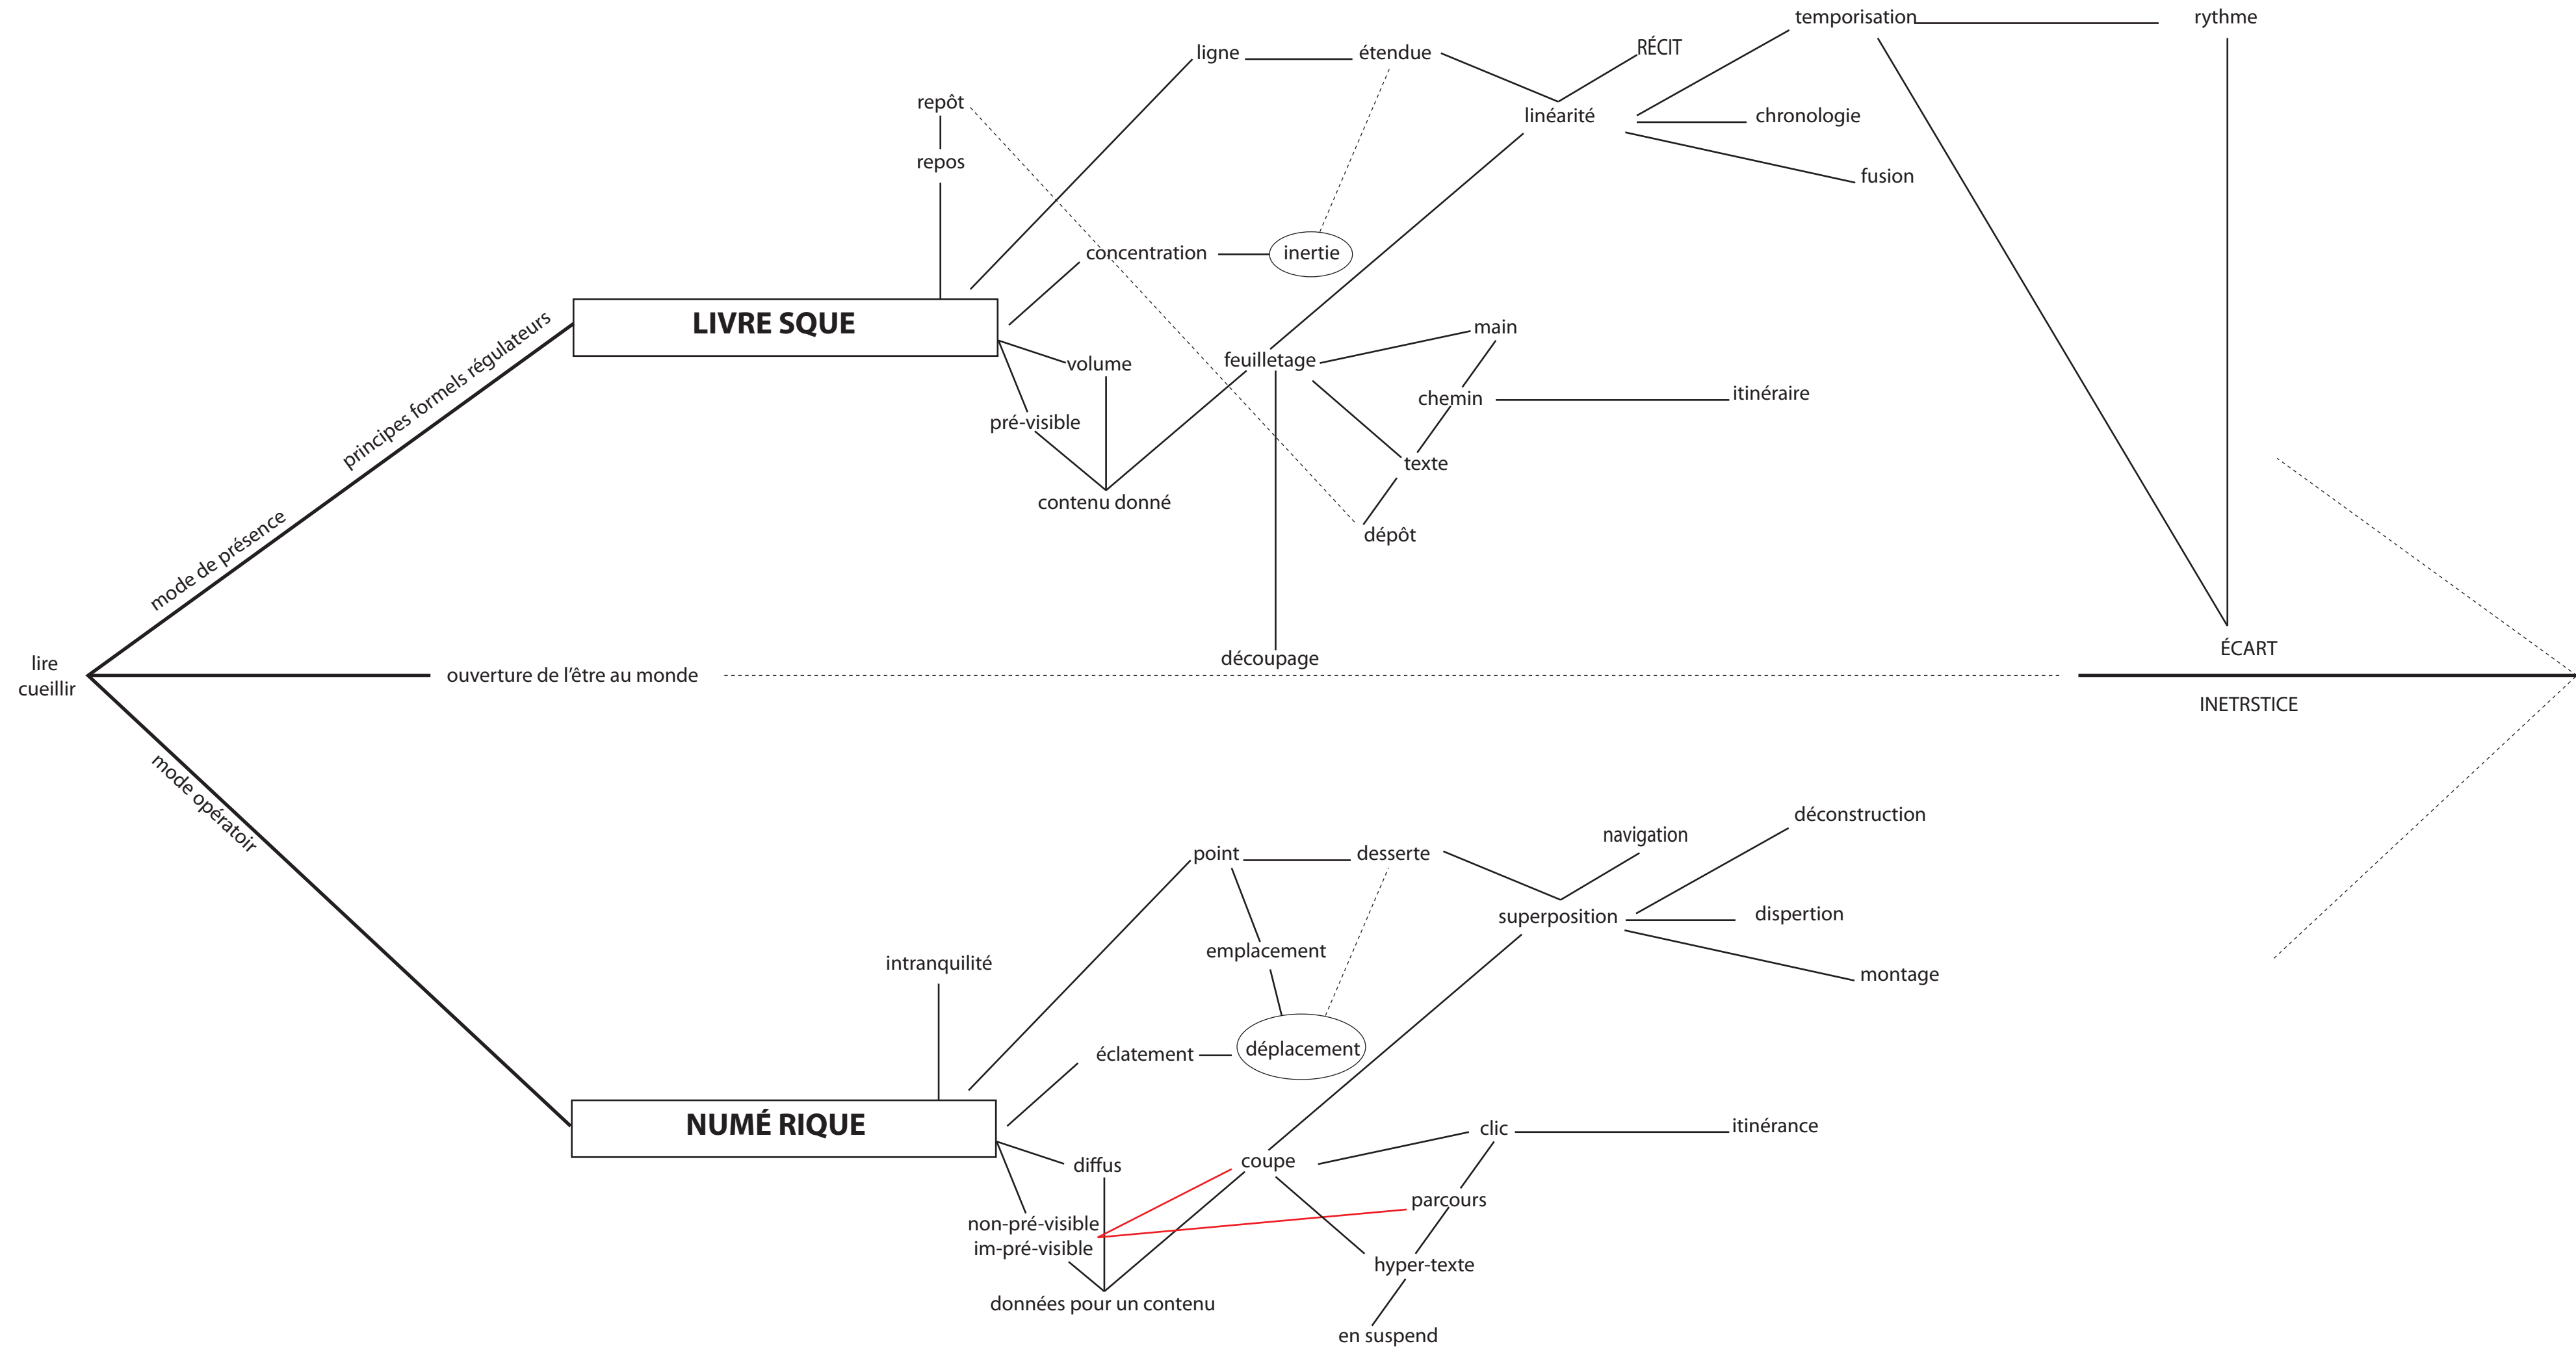 temporisation
rythme
ligne
étendue
RÉCIT
repôt
linéarité
chronologie
repos
fusion
concentration
inertie
LIVRE SQUE
principes formels régulateurs
main
volume
feuilletage
chemin
itinéraire
pré-visible
texte
contenu donné
mode de présence
dépôt
lire
cueillir
ouverture de l'être au monde
découpage
ÉCART
INETRSTICE
mode opératoir
déconstruction
navigation
point
desserte
superposition
dispertion
emplacement
intranquilité
montage
éclatement
déplacement
NUMÉ RIQUE
clic
itinérance
diffus
coupe
parcours
non-pré-visible
im-pré-visible
hyper-texte
données pour un contenu
en suspend